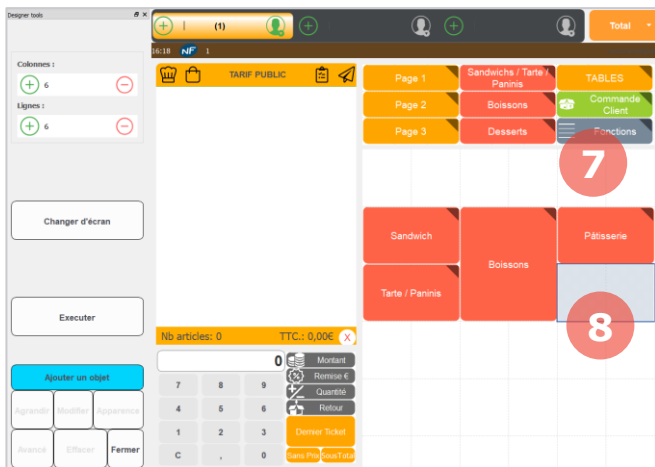 Designer tools
Colonnes :
6
Lignes :
6
Changer d'écran
Executer
Ajouter un objet
Agrandir Modifier Apparence
Avancé Effacer Fermer
(1)
Total
16:18 NF 1
TARIF PUBLIC
Nb articles: 0 TTC.: 0,00€ X
0
Montant
Remise €
Quantité
Retour
7 8 9
4 5 6
1 2 3
C , 0
Dernier Ticket
Sans Prix SousTotal
Page 1
Sandwichs / Tarte / Paninis
TABLES
Page 2
Boissons
Commande Client
Page 3
Desserts
Fonctions
7
Sandwich
Boissons
Pâtisserie
Tarte / Paninis
8